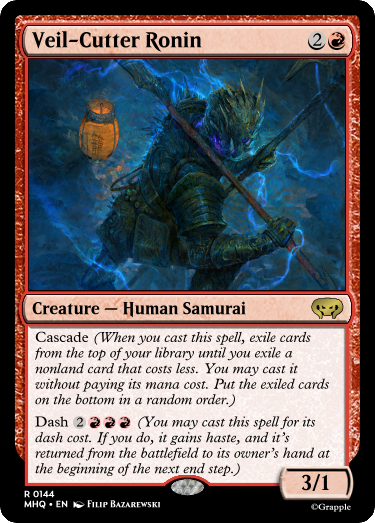 Veil-Cutter Ronin 2
Creature — Human Samurai
Cascade (When you cast this spell, exile cards
from the top of your library until you exile a
nonland card that costs less. You may cast it
without paying its mana cost. Put the exiled cards
on the bottom in a random order.)
Dash 2 (You may cast this spell for its
dash cost. If you do, it gains haste, and it's
returned from the battlefield to its owner's hand at
the beginning of the next end step.)
3/1
R 0144
MHQ • EN Filip Bazarewski
©Grapple